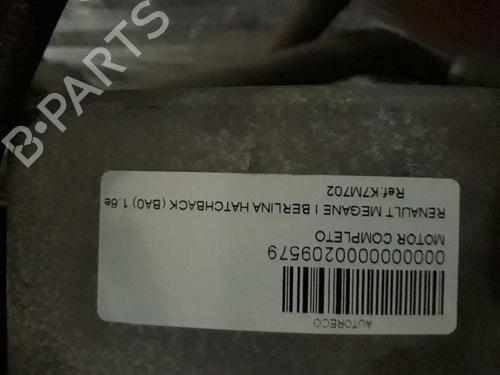 B·PARTS
AUTORECO
0000000000209579
MOTOR COMPLETO
RENAULT MEGANE I BERLINA HATCHBACK (BA0) 1.6e
Ref:K7M702